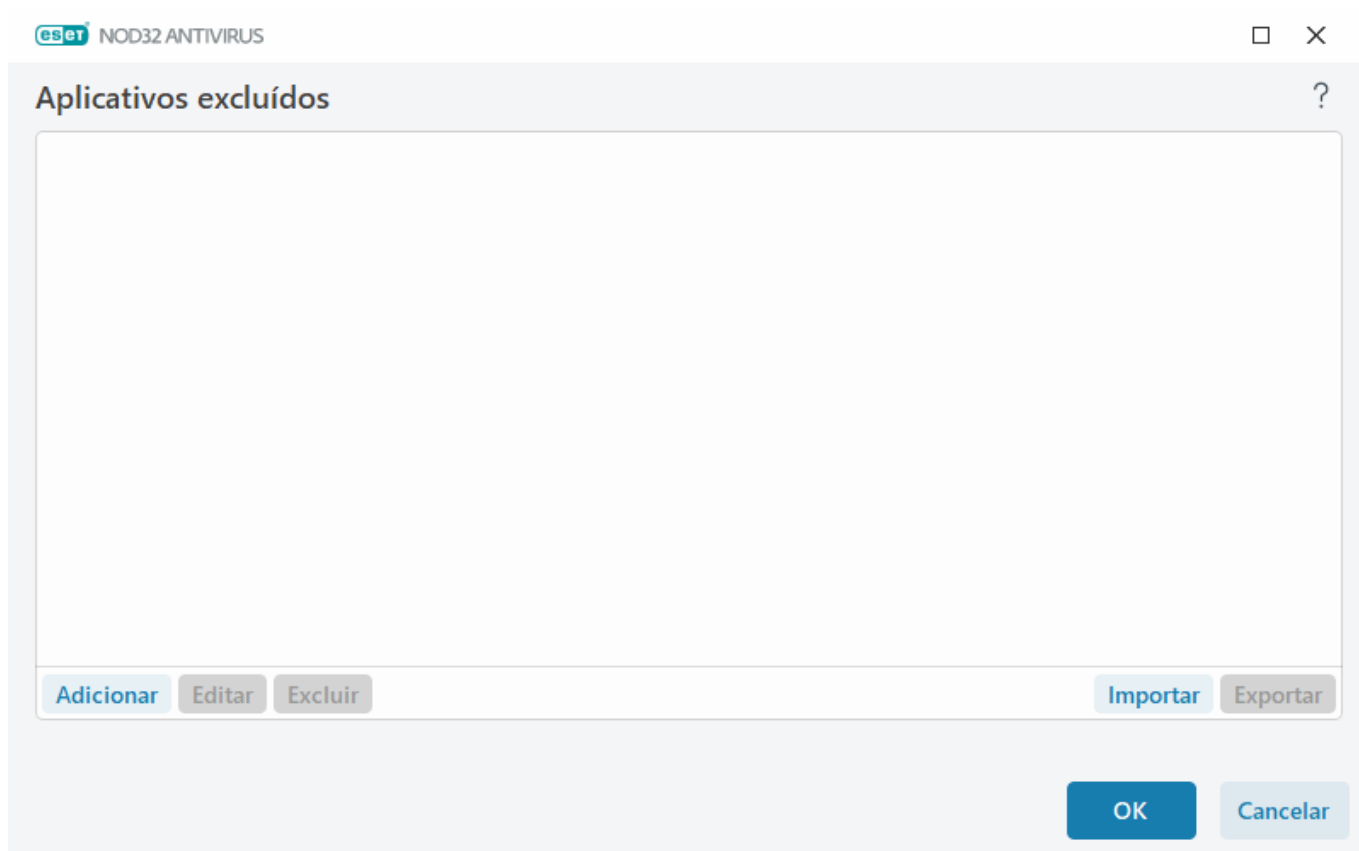 eset NOD32 ANTIVIRUS
Aplicativos excluídos
?
Adicionar Editar Excluir Importar Exportar
OK Cancelar